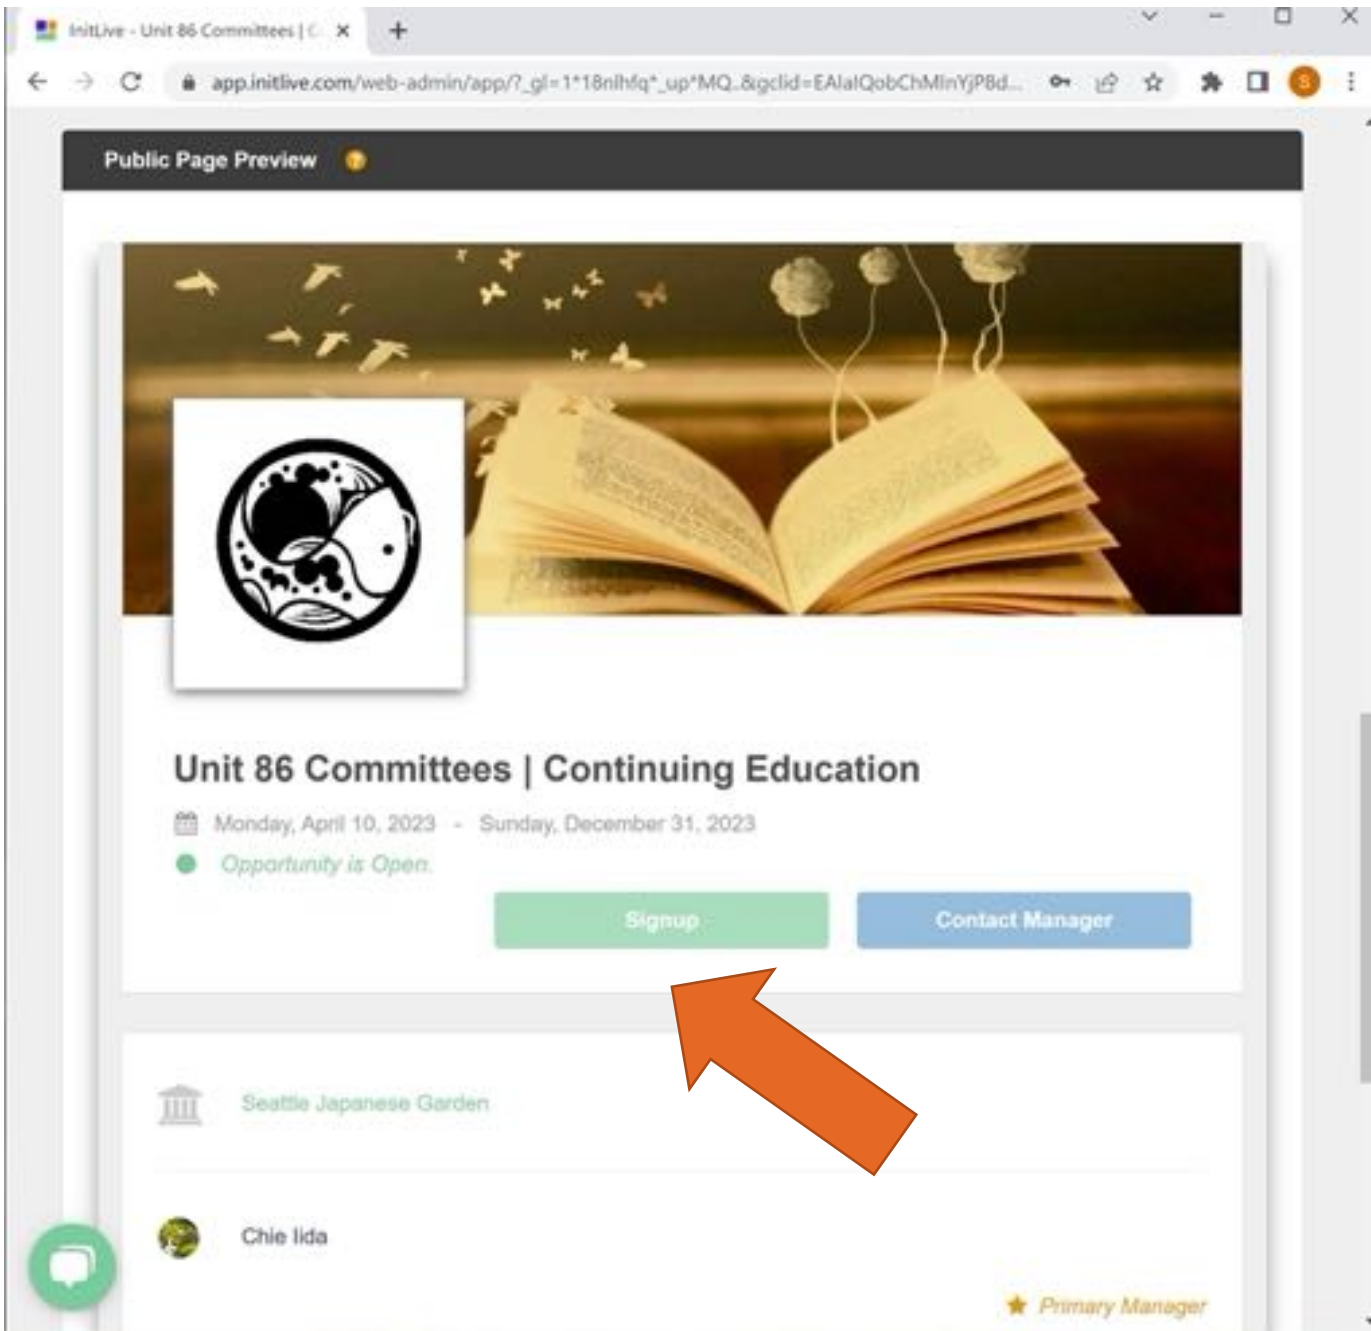 InitLive - Unit 86 Committees | C
app.initlive.com/web-admin/app/?_gl=1*18nlhfq*_up*MQ..&gclid=EAIaIQobChMInYjP8d...
S
Public Page Preview ?
Unit 86 Committees | Continuing Education
Monday, April 10, 2023 - Sunday, December 31, 2023
Opportunity is Open.
Signup Contact Manager
Seattle Japanese Garden
Chie Iida
Primary Manager